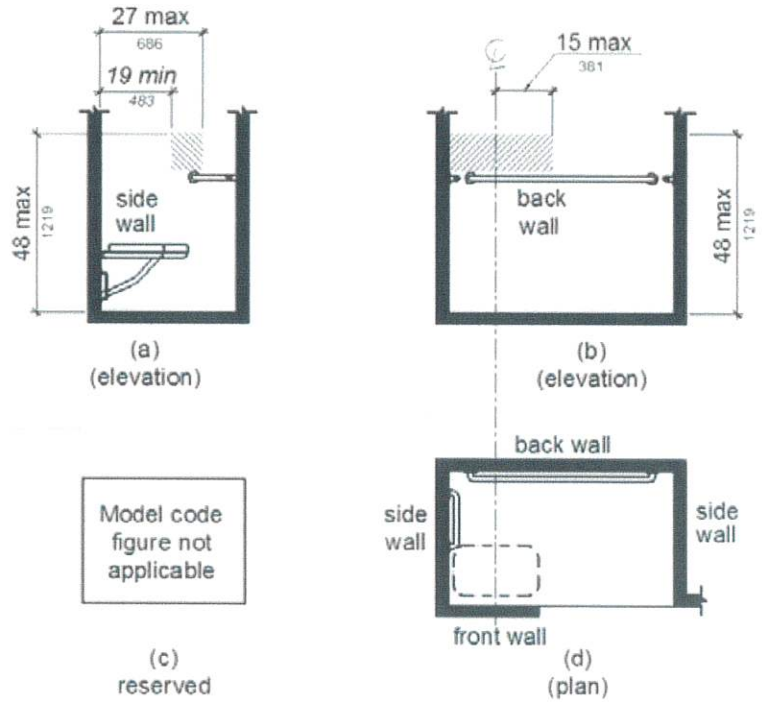 27 max
686
19 min
483
48 max
1219
side
wall
(a)
(elevation)
℄
15 max
381
back
wall
48 max
1219
(b)
(elevation)
Model code
figure not
applicable
(c)
reserved
back wall
side
wall
side
wall
front wall
(d)
(plan)